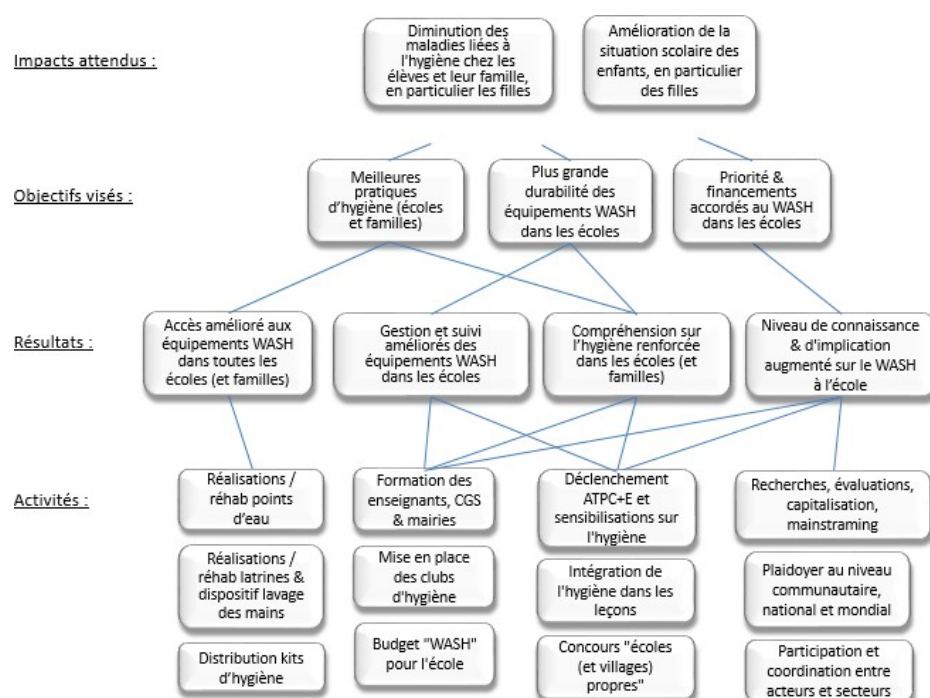 Impacts attendus :
Diminution des
maladies liées à
l'hygiène chez les
élèves et leur famille,
en particulier les filles
Amélioration de la
situation scolaire des
enfants, en particulier
des filles
Objectifs visés :
Meilleures
pratiques
d'hygiène (écoles
et familles)
Plus grande
durabilité des
équipements WASH
dans les écoles
Priorité &
financements
accordés au WASH
dans les écoles
Résultats :
Accès amélioré aux
équipements WASH
dans toutes les
écoles (et familles)
Gestion et suivi
améliorés des
équipements WASH
dans les écoles
Compréhension sur
l'hygiène renforcée
dans les écoles (et
familles)
Niveau de connaissance
& d'implication
augmenté sur le WASH
à l'école
Activités :
Réalisations /
réhab points
d'eau
Formation des
enseignants, CGS
& mairies
Déclenchement
ATPC+E et
sensibilisations sur
l'hygiène
Recherches, évaluations,
capitalisation,
mainstraming
Réalisations /
réhab latrines &
dispositif lavage
des mains
Mise en place
des clubs
d'hygiène
Intégration de
l'hygiène dans les
leçons
Plaidoyer au niveau
communautaire,
national et mondial
Distribution kits
d'hygiène
Budget "WASH"
pour l'école
Concours "écoles
(et villages)
propres"
Participation et
coordination entre
acteurs et secteurs